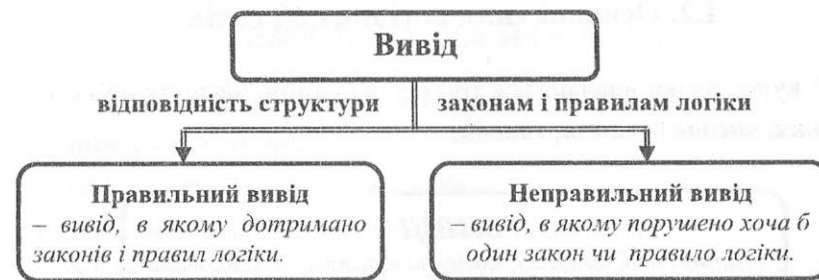 Вивід
відповідність структури законам і правилам логіки
Правильний вивід
– вивід, в якому дотримано
законів і правил логіки.
Неправильний вивід
– вивід, в якому порушено хоча б
один закон чи правило логіки.